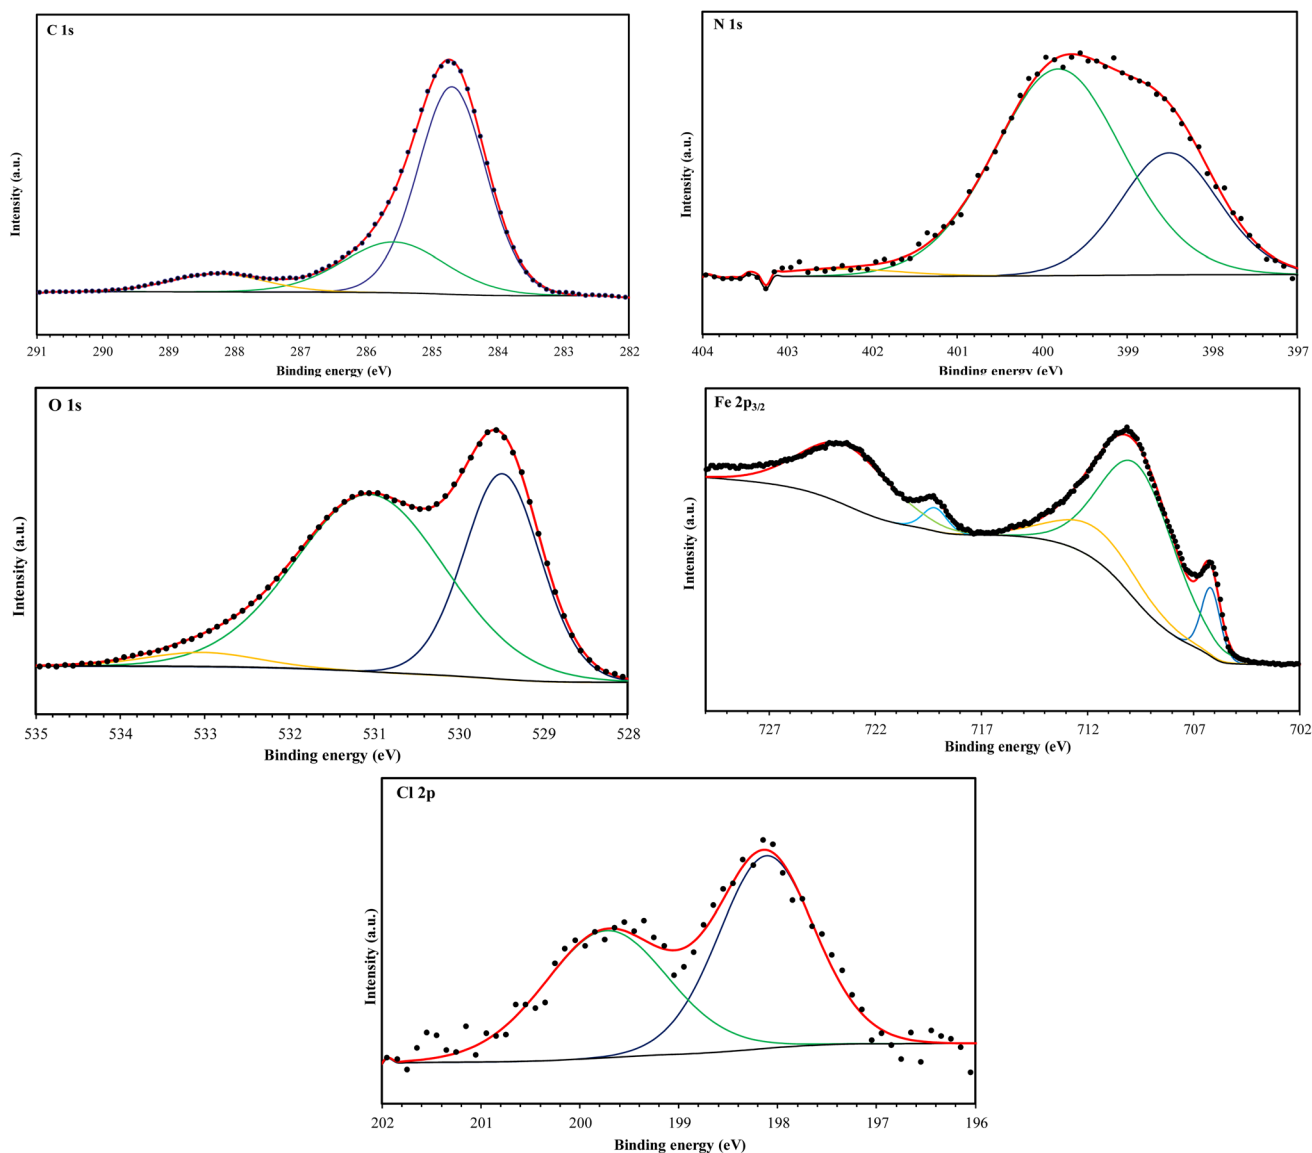 C 1s
Intensity (a.u.)
291 290 289 288 287 286 285 284 283 282
Binding energy (eV)
N 1s
Intensity (a.u.)
404 403 402 401 400 399 398 397
Binding energy (eV)
O 1s
Intensity (a.u.)
535 534 533 532 531 530 529 528
Binding energy (eV)
Fe 2p3/2
Intensity (a.u.)
727 722 717 712 707 702
Binding energy (eV)
Cl 2p
Intensity (a.u.)
202 201 200 199 198 197 196
Binding energy (eV)